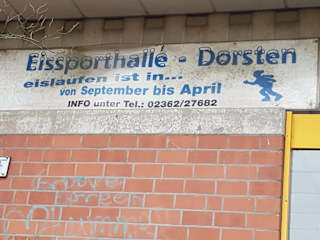 Eissporthalle - Dorsten
eislaufen ist in...
von September bis April
INFO unter Tel.: 02362/27682